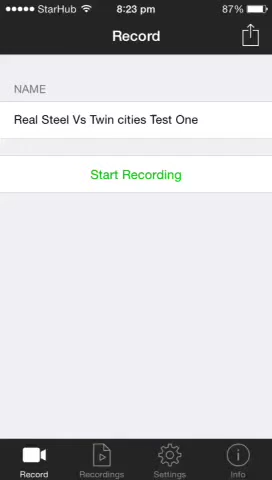 StarHub 8:23 pm 87%
Record
NAME
Real Steel Vs Twin cities Test One
Start Recording
Record Recordings Settings Info